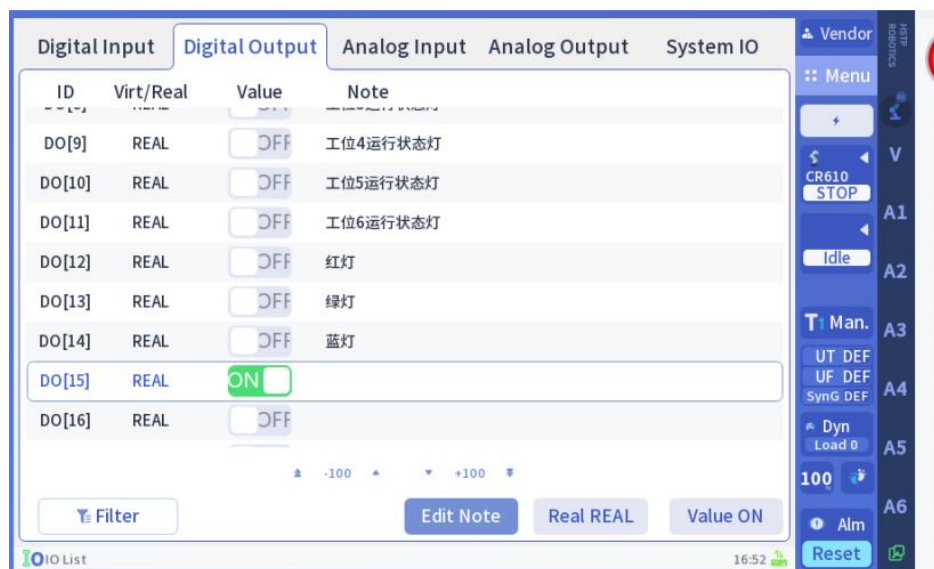 Digital Input Digital Output Analog Input Analog Output System IO
ID Virt/Real Value Note
DO[9] REAL OFF 工位4运行状态灯
DO[10] REAL OFF 工位5运行状态灯
DO[11] REAL OFF 工位6运行状态灯
DO[12] REAL OFF 红灯
DO[13] REAL OFF 绿灯
DO[14] REAL OFF 蓝灯
DO[15] REAL ON
DO[16] REAL OFF
-100 +100
Filter Edit Note Real REAL Value ON
IO IO List 16:52
Vendor
Menu
CR610
STOP
Idle
T1 Man.
UT DEF
UF DEF
SynG DEF
Dyn
Load 0
100
Alm
Reset
HSTP
ROBOTICS
V
A1
A2
A3
A4
A5
A6